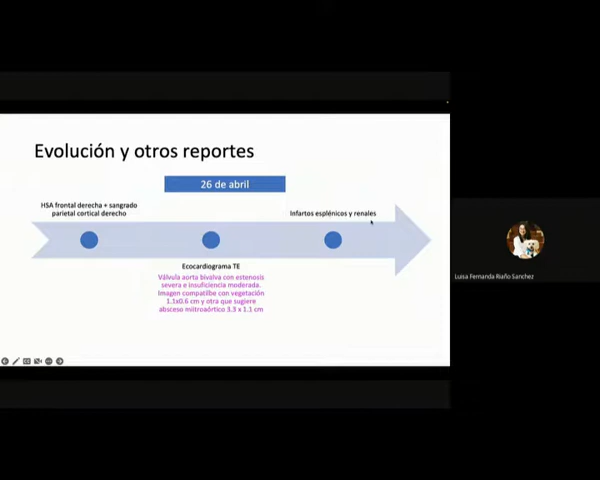 Evolución y otros reportes
26 de abril
HSA frontal derecha + sangrado
parietal cortical derecho
Infartos esplénicos y renales
Ecocardiograma TE
Válvula aorta bivalva con estenosis
severa e insuficiencia moderada.
Imagen compatilbe con vegetación
1.1x0.6 cm y otra que sugiere
absceso miitroaórtico 3.3 x 1.1 cm
Luisa Fernanda Riaño Sanchez